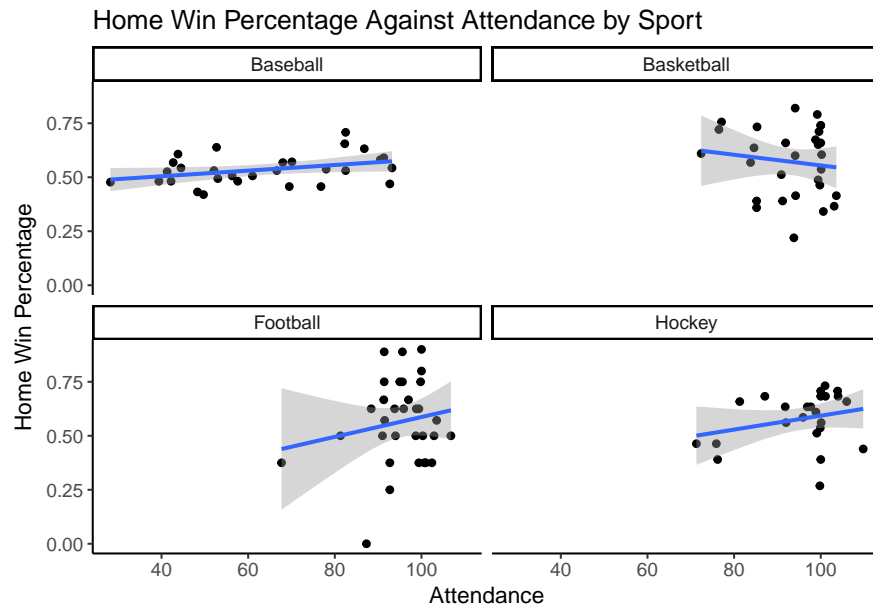 Home Win Percentage Against Attendance by Sport
Baseball
Basketball
0.75
0.50
0.25
0.00
Football
Hockey
0.75
0.50
0.25
0.00
40
60
80
100
40
60
80
100
Attendance
Home Win Percentage